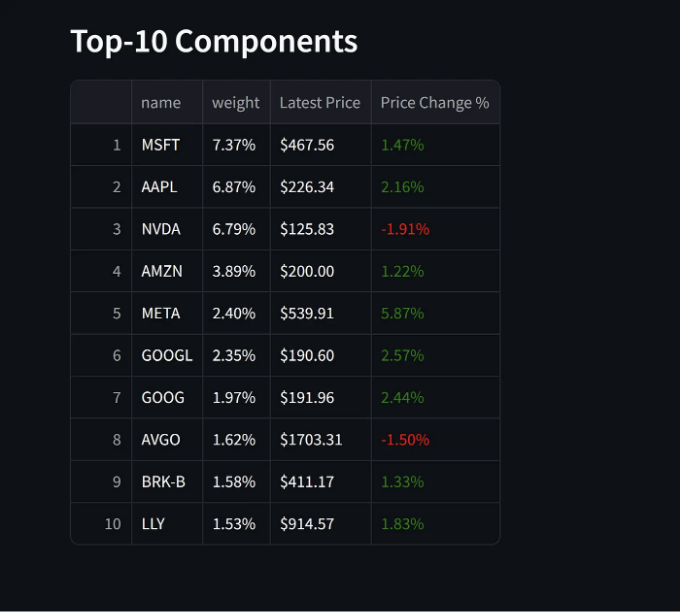 Top-10 Components
name weight Latest Price Price Change %
1 MSFT 7.37% $467.56 1.47%
2 AAPL 6.87% $226.34 2.16%
3 NVDA 6.79% $125.83 -1.91%
4 AMZN 3.89% $200.00 1.22%
5 META 2.40% $539.91 5.87%
6 GOOGL 2.35% $190.60 2.57%
7 GOOG 1.97% $191.96 2.44%
8 AVGO 1.62% $1703.31 -1.50%
9 BRK-B 1.58% $411.17 1.33%
10 LLY 1.53% $914.57 1.83%